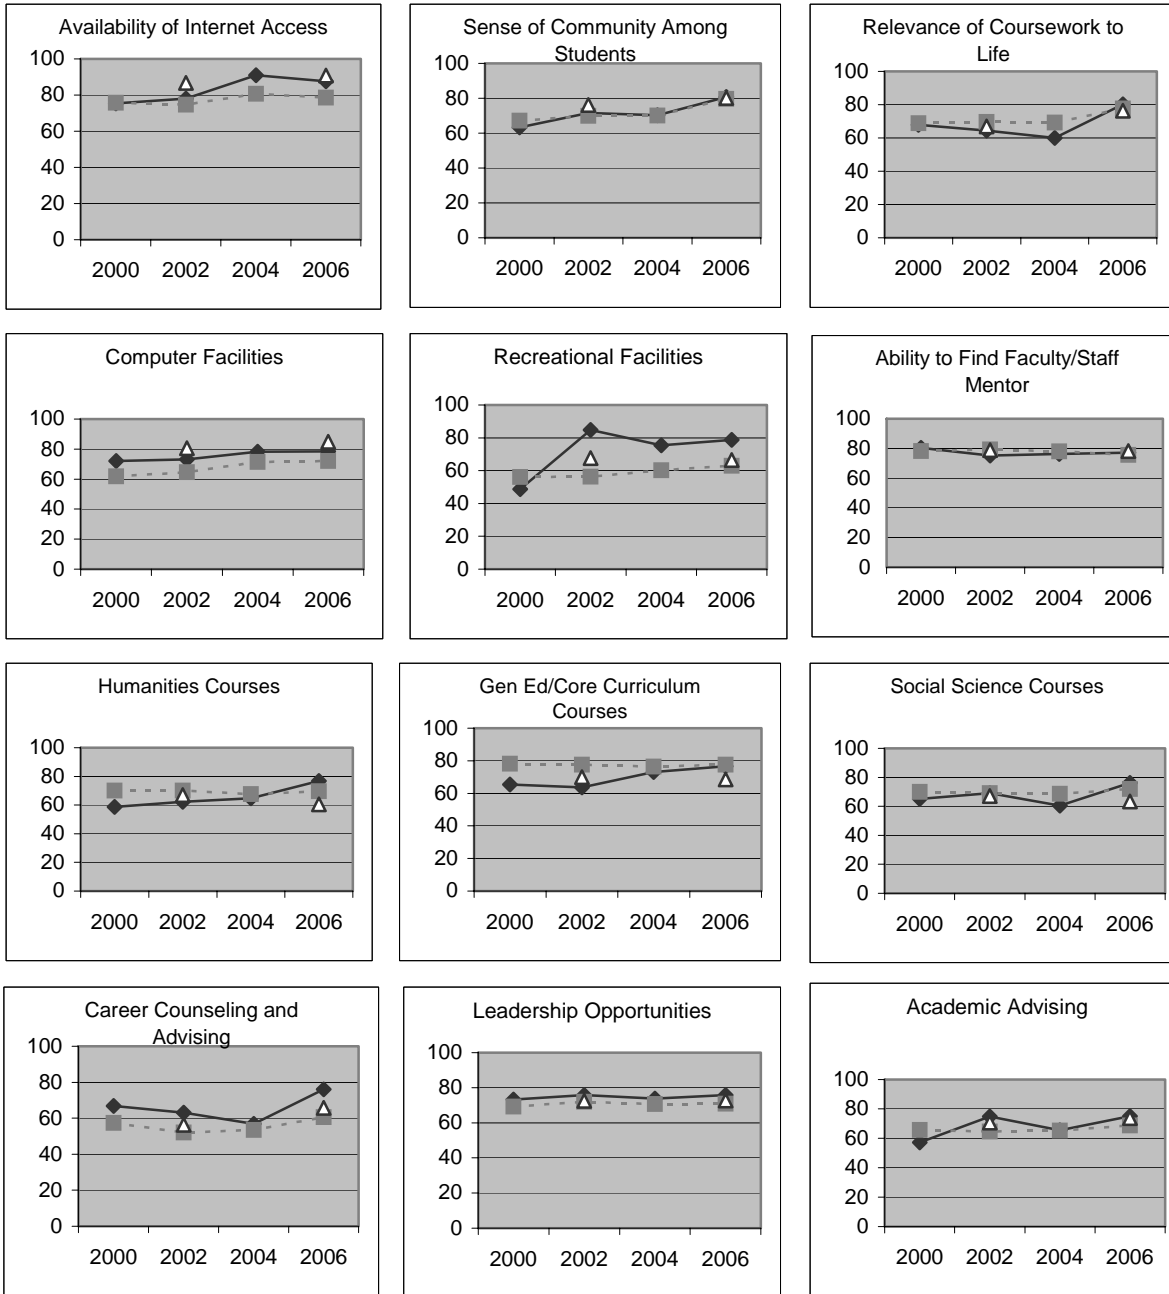 Availability of Internet Access
100
80
60
40
20
0
2000 2002 2004 2006
Sense of Community Among
Students
100
80
60
40
20
0
2000 2002 2004 2006
Relevance of Coursework to
Life
100
80
60
40
20
0
2000 2002 2004 2006
Computer Facilities
100
80
60
40
20
0
2000 2002 2004 2006
Recreational Facilities
100
80
60
40
20
0
2000 2002 2004 2006
Ability to Find Faculty/Staff
Mentor
100
80
60
40
20
0
2000 2002 2004 2006
Humanities Courses
100
80
60
40
20
0
2000 2002 2004 2006
Gen Ed/Core Curriculum
Courses
100
80
60
40
20
0
2000 2002 2004 2006
Social Science Courses
100
80
60
40
20
0
2000 2002 2004 2006
Career Counseling and
Advising
100
80
60
40
20
0
2000 2002 2004 2006
Leadership Opportunities
100
80
60
40
20
0
2000 2002 2004 2006
Academic Advising
100
80
60
40
20
0
2000 2002 2004 2006